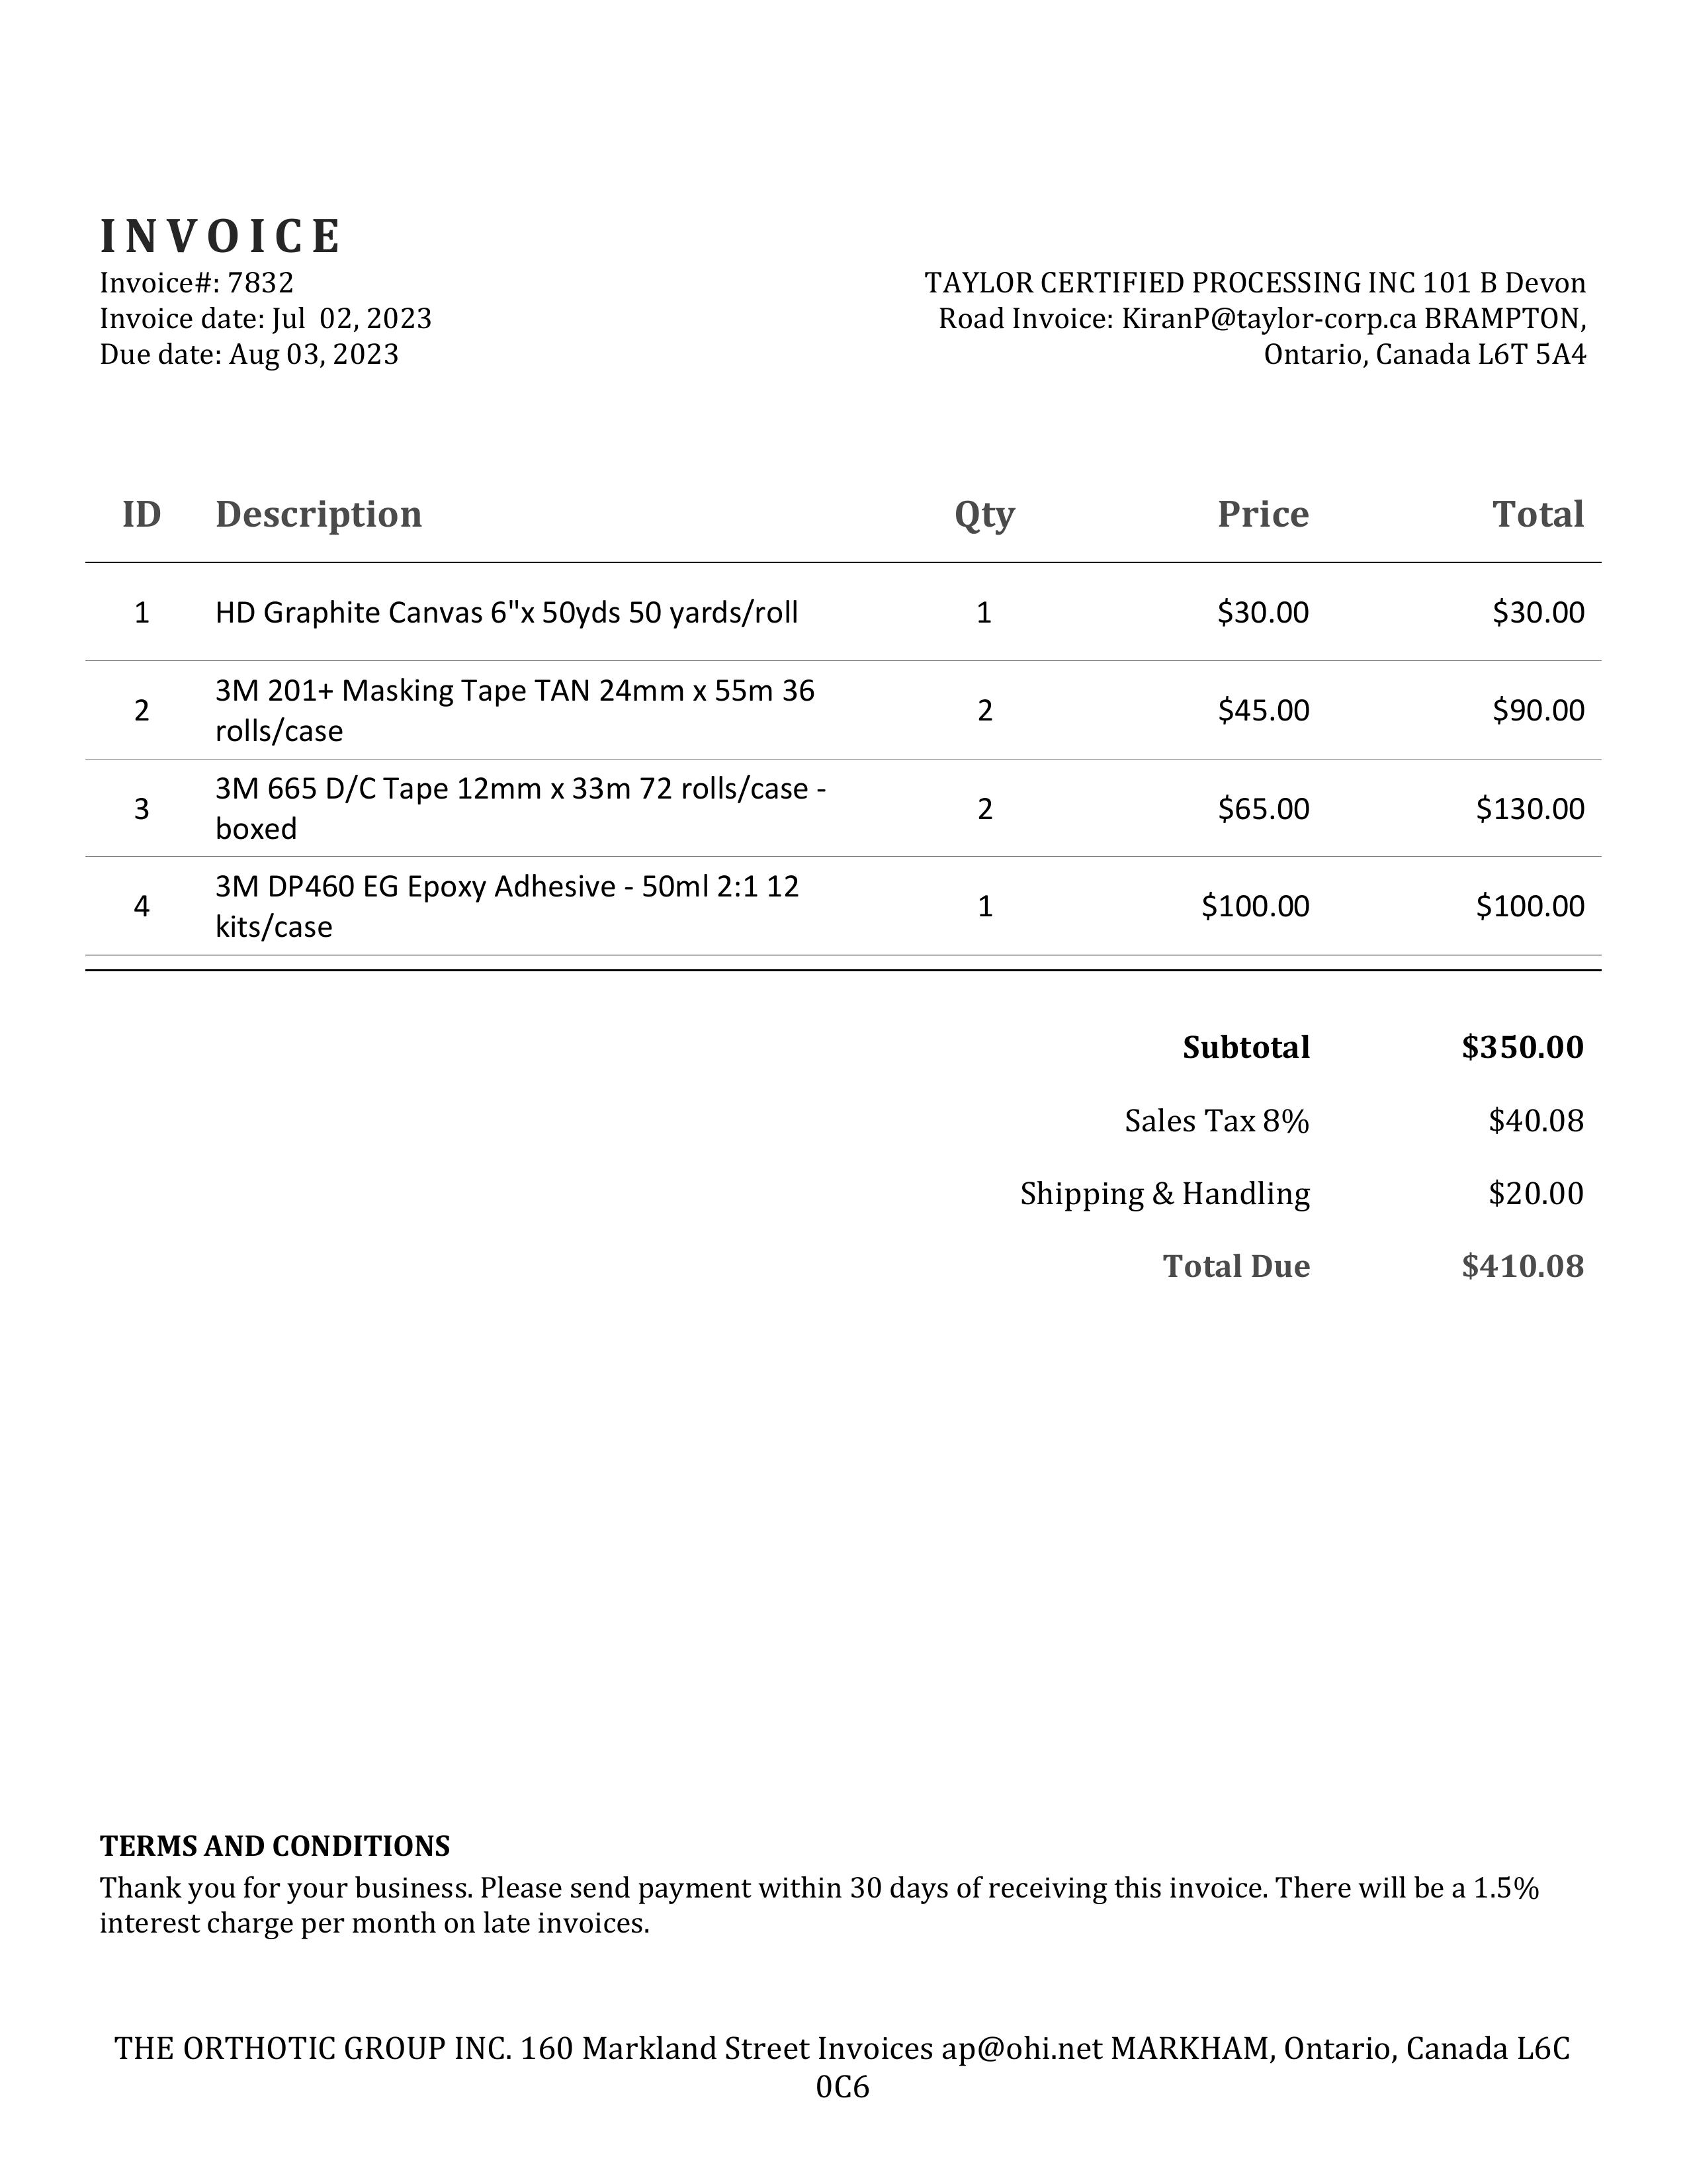 INVOICE
Invoice#: 7832
Invoice date: Jul  02, 2023
Due date: Aug 03, 2023
TAYLOR CERTIFIED PROCESSING INC 101 B Devon
Road Invoice: KiranP@taylor-corp.ca BRAMPTON,
Ontario, Canada L6T 5A4
ID Description Qty Price Total
1 HD Graphite Canvas 6"x 50yds 50 yards/roll 1 $30.00 $30.00
2 3M 201+ Masking Tape TAN 24mm x 55m 36
rolls/case 2 $45.00 $90.00
3 3M 665 D/C Tape 12mm x 33m 72 rolls/case -
boxed 2 $65.00 $130.00
4 3M DP460 EG Epoxy Adhesive - 50ml 2:1 12
kits/case 1 $100.00 $100.00
Subtotal $350.00
Sales Tax 8% $40.08
Shipping & Handling $20.00
Total Due $410.08
TERMS AND CONDITIONS
Thank you for your business. Please send payment within 30 days of receiving this invoice. There will be a 1.5%
interest charge per month on late invoices.
THE ORTHOTIC GROUP INC. 160 Markland Street Invoices ap@ohi.net MARKHAM, Ontario, Canada L6C
0C6